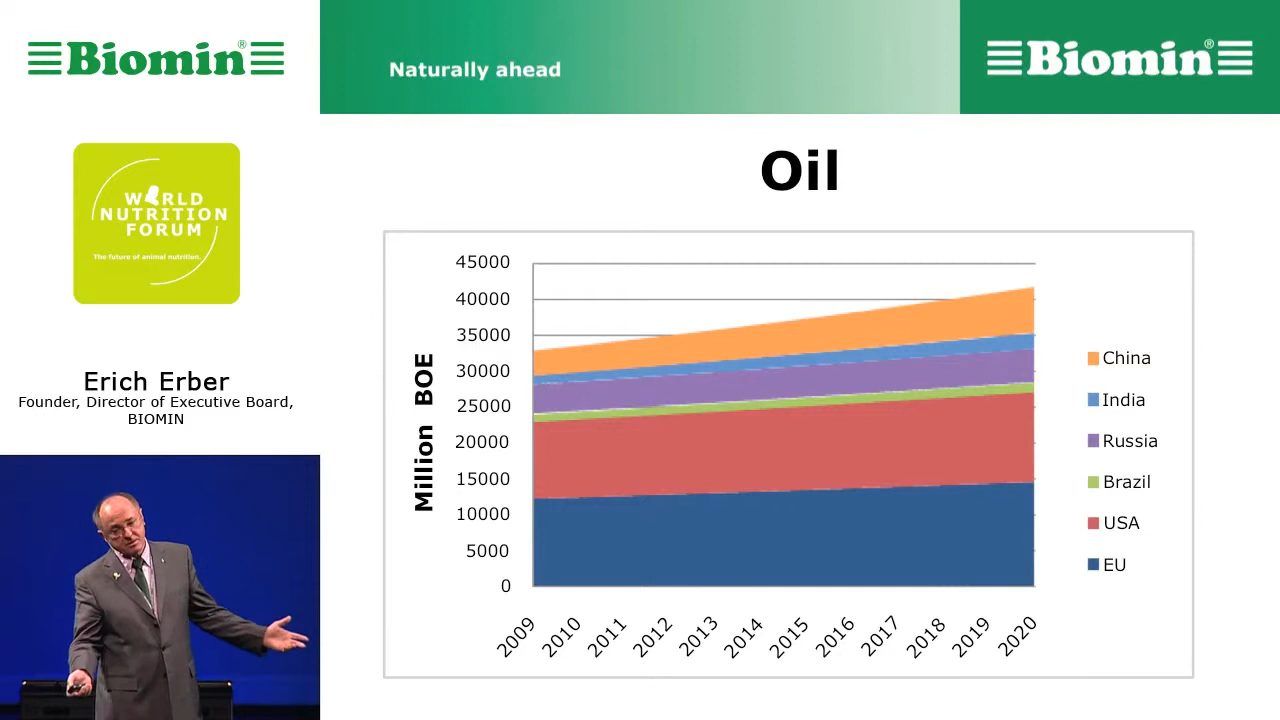 Biomin®
Naturally ahead
Biomin®
WORLD
NUTRITION
FORUM
The future of animal nutrition.
Erich Erber
Founder, Director of Executive Board,
BIOMIN
Oil
Million BOE
45000
40000
35000
30000
25000
20000
15000
10000
5000
0
2009
2010
2011
2012
2013
2014
2015
2016
2017
2018
2019
2020
China
India
Russia
Brazil
USA
EU